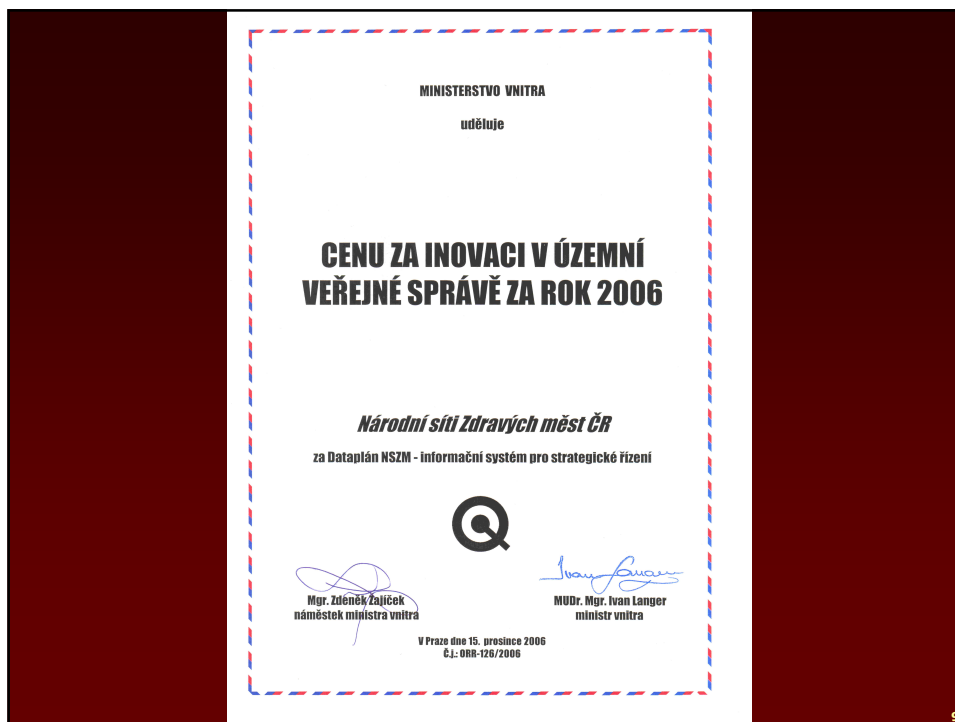 MINISTERSTVO VNITRA
uděluje
CENU ZA INOVACI V ÚZEMNÍ
VEŘEJNÉ SPRÁVĚ ZA ROK 2006
Národní síti Zdravých měst ČR
za Dataplán NSZM - informační systém pro strategické řízení
Ivan Langer
Mgr. Zdeněk Zajíček
náměstek ministra vnitra
MUDr. Mgr. Ivan Langer
ministr vnitra
V Praze dne 15. prosince 2006
Č.j.: ORR-126/2006